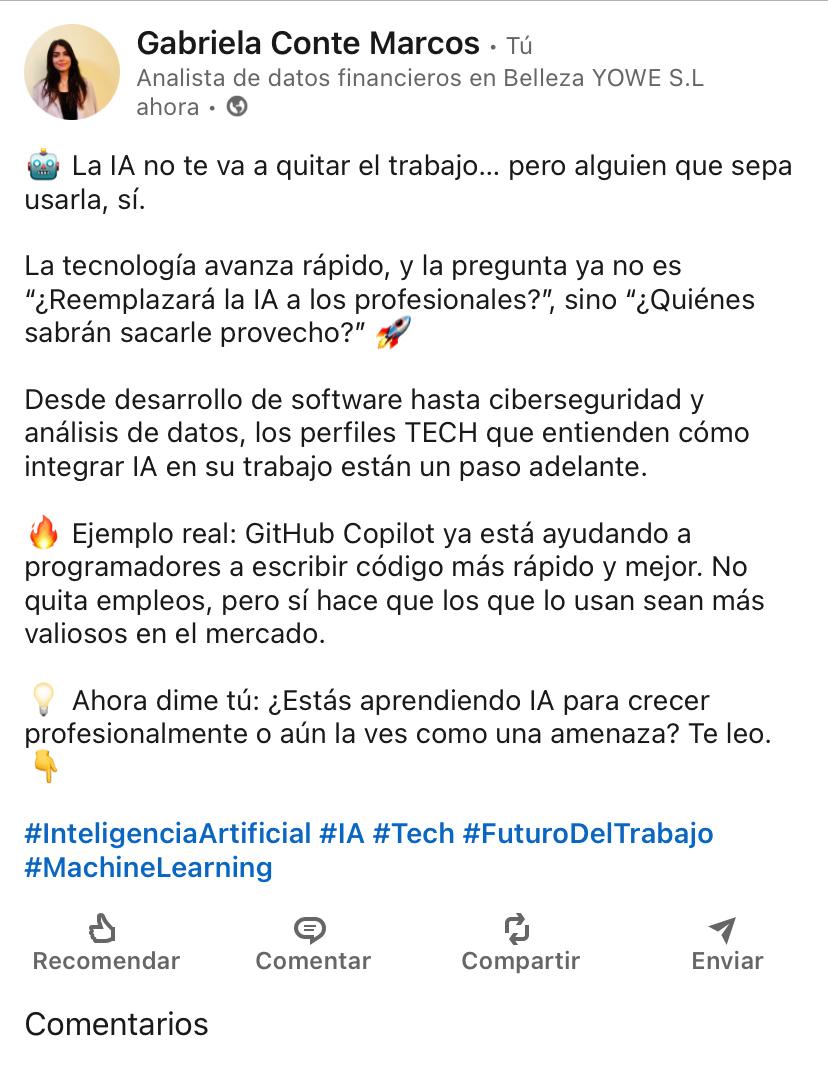 Gabriela Conte Marcos • Tú
Analista de datos financieros en Belleza YOWE S.L
ahora •
🤖 La IA no te va a quitar el trabajo... pero alguien que sepa
usarla, sí.
La tecnología avanza rápido, y la pregunta ya no es
“¿Reemplazará la IA a los profesionales?”, sino “¿Quiénes
sabrán sacarle provecho?” 🚀
Desde desarrollo de software hasta ciberseguridad y
análisis de datos, los perfiles TECH que entienden cómo
integrar IA en su trabajo están un paso adelante.
🔥 Ejemplo real: GitHub Copilot ya está ayudando a
programadores a escribir código más rápido y mejor. No
quita empleos, pero sí hace que los que lo usan sean más
valiosos en el mercado.
💡 Ahora dime tú: ¿Estás aprendiendo IA para crecer
profesionalmente o aún la ves como una amenaza? Te leo.
👇
#InteligenciaArtificial #IA #Tech #FuturoDelTrabajo
#MachineLearning
Recomendar Comentar Compartir Enviar
Comentarios